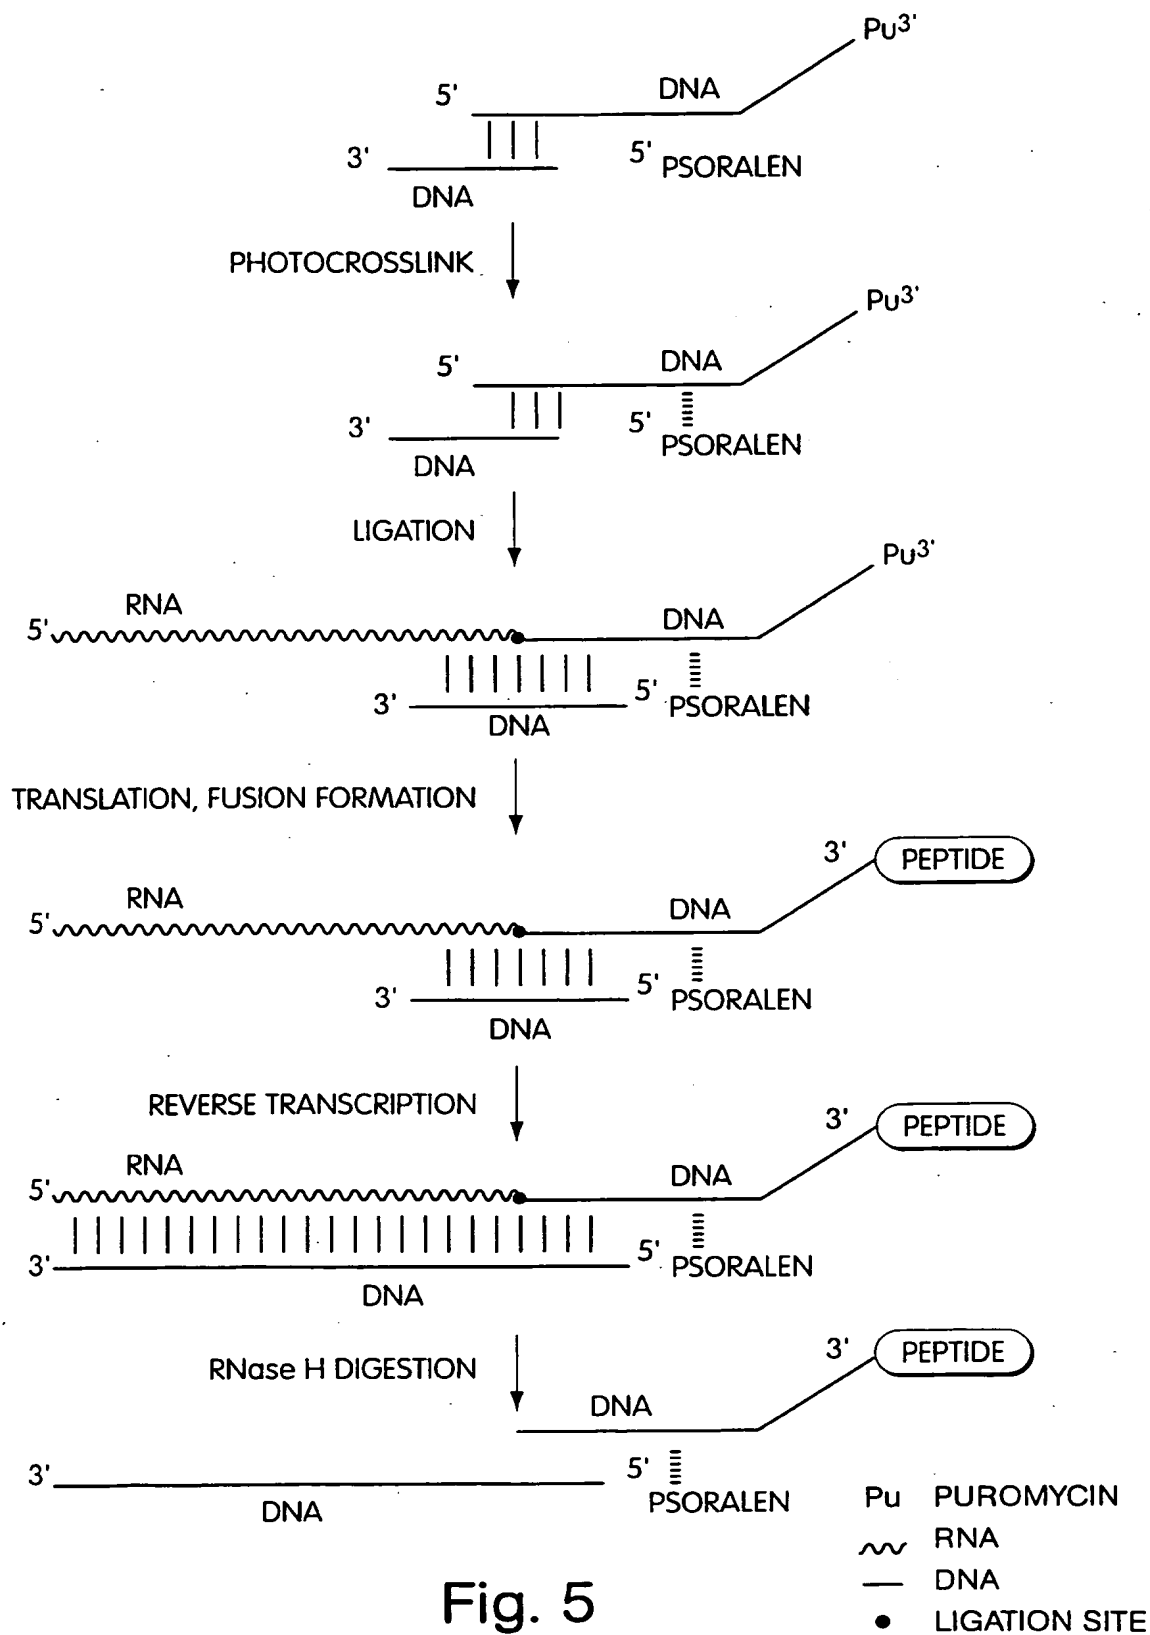 Pu3'
5' DNA
3' 5' PSORALEN
DNA
PHOTOCROSSLINK
Pu3'
5' DNA
3' 5' PSORALEN
DNA
LIGATION
Pu3'
RNA DNA
5'
3' 5' PSORALEN
DNA
TRANSLATION, FUSION FORMATION
3' PEPTIDE
RNA DNA
5'
3' 5' PSORALEN
DNA
REVERSE TRANSCRIPTION
3' PEPTIDE
RNA DNA
5'
3' 5' PSORALEN
DNA
RNase H DIGESTION
3' PEPTIDE
DNA
3' 5' PSORALEN
DNA
Pu PUROMYCIN
RNA
DNA
LIGATION SITE
Fig. 5